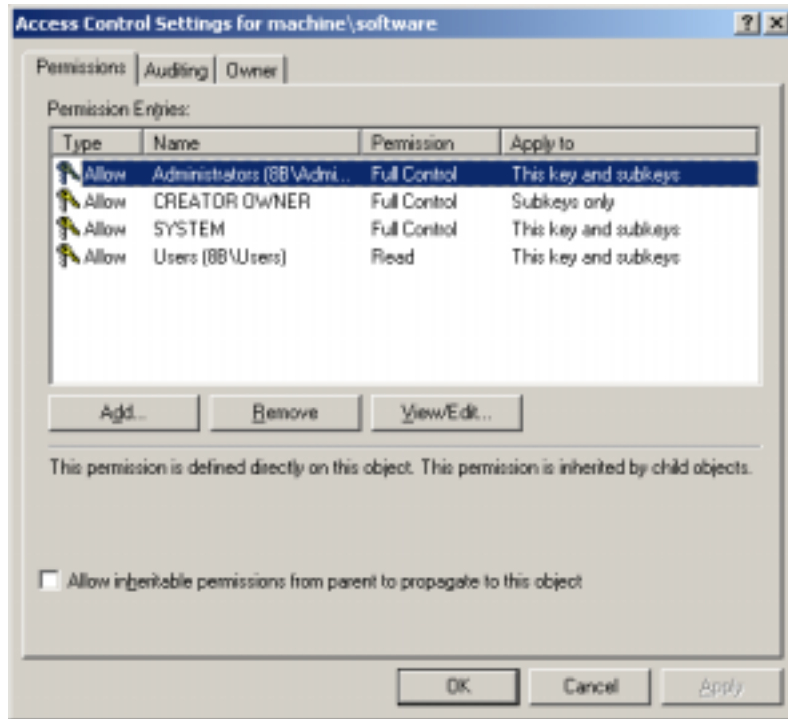 Access Control Settings for machine\software
Permissions Auditing Owner
Permission Entries:
Type Name Permission Apply to
Allow Administrators (8B\Admi... Full Control This key and subkeys
Allow CREATOR OWNER Full Control Subkeys only
Allow SYSTEM Full Control This key and subkeys
Allow Users (8B\Users) Read This key and subkeys
Add... Remove View/Edit...
This permission is defined directly on this object. This permission is inherited by child objects.
Allow inheritable permissions from parent to propagate to this object
OK Cancel Apply